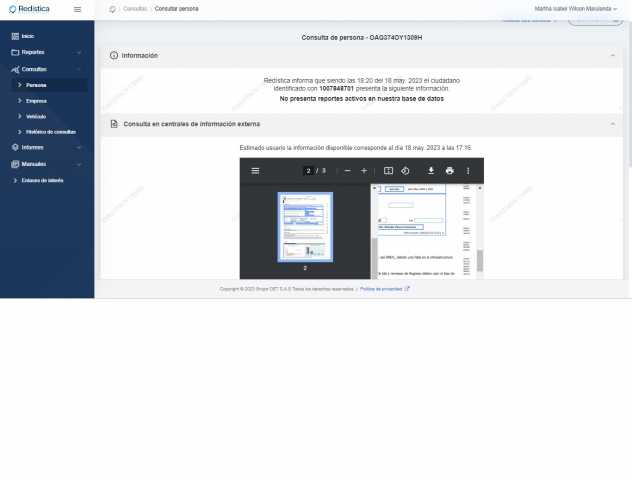 Redistica
Consultas / Consultar persona
Martha Isabel Wilson Marulanda
Inicio
Reportes
Consultas
Persona
Empresa
Vehículo
Histórico de consultas
Informes
Manuales
Enlaces de interés
Consulta de persona - OAG374OY1309H
Información
Redistica informa que siendo las 18:20 del 18 may. 2023 el ciudadano
identificado con 1007848701 presenta la siguiente información:
No presenta reportes activos en nuestra base de datos
Consulta en centrales de información externa
Estimado usuario la información disponible corresponde al día 18 may. 2023 a las 17:16.
2 / 3
2
Copyright © 2023 Grupo OET S.A.S Todos los derechos reservados. | Política de privacidad